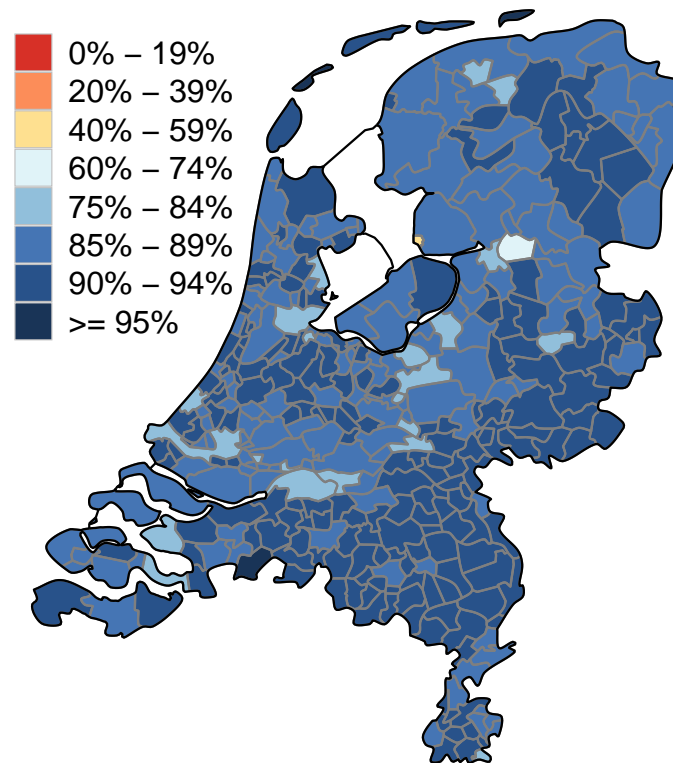 0% – 19%
20% – 39%
40% – 59%
60% – 74%
75% – 84%
85% – 89%
90% – 94%
>= 95%